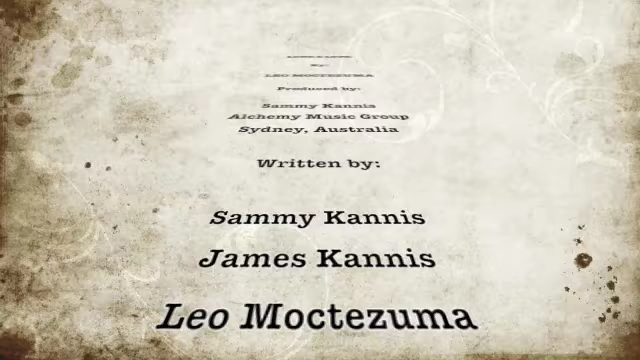 By:
LEO MOCTEZUMA
Produced by:
Sammy Kannis
Alchemy Music Group
Sydney, Australia
Written by:
Sammy Kannis
James Kannis
Leo Moctezuma